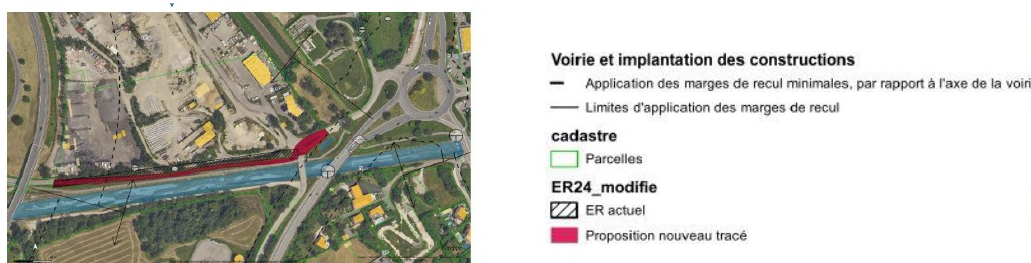 Voirie et implantation des constructions
Application des marges de recul minimales, par rapport à l'axe de la voiri
Limites d'application des marges de recul
cadastre
Parcelles
ER24_modifie
ER actuel
Proposition nouveau tracé